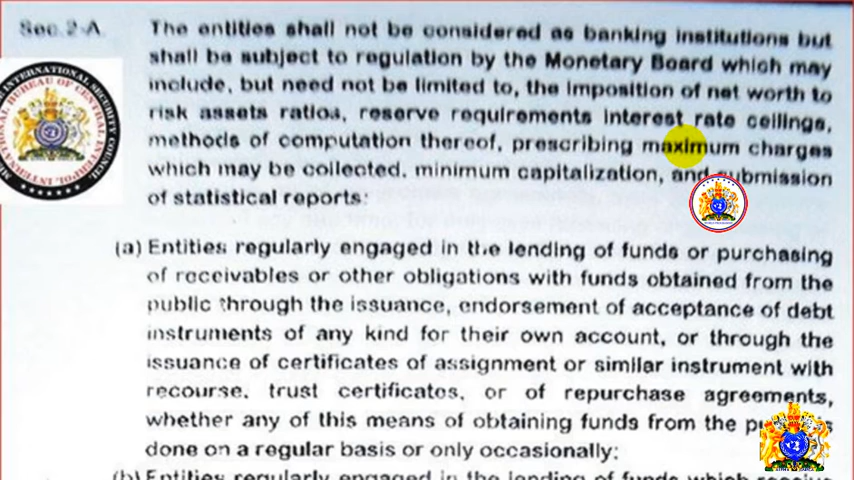 Sec.2-A. The entities shall not be considered as banking institutions but
shall be subject to regulation by the Monetary Board which may
include, but need not be limited to, the imposition of net worth to
risk assets ratios, reserve requirements interest rate ceilings,
methods of computation thereof, prescribing maximum charges
which may be collected. minimum capitalization, and submission
of statistical reports:
(a) Entities regularly engaged in the lending of funds or purchasing
of receivables or other obligations with funds obtained from the
public through the issuance, endorsement of acceptance of debt
instruments of any kind for their own account, or through the
issuance of certificates of assignment or similar instrument with
recourse. trust certificates, or of repurchase agreements,
whether any of this means of obtaining funds from the
done on a regular basis or only occasionally:
(b) Entities regularly engaged in the lending of funds which receive